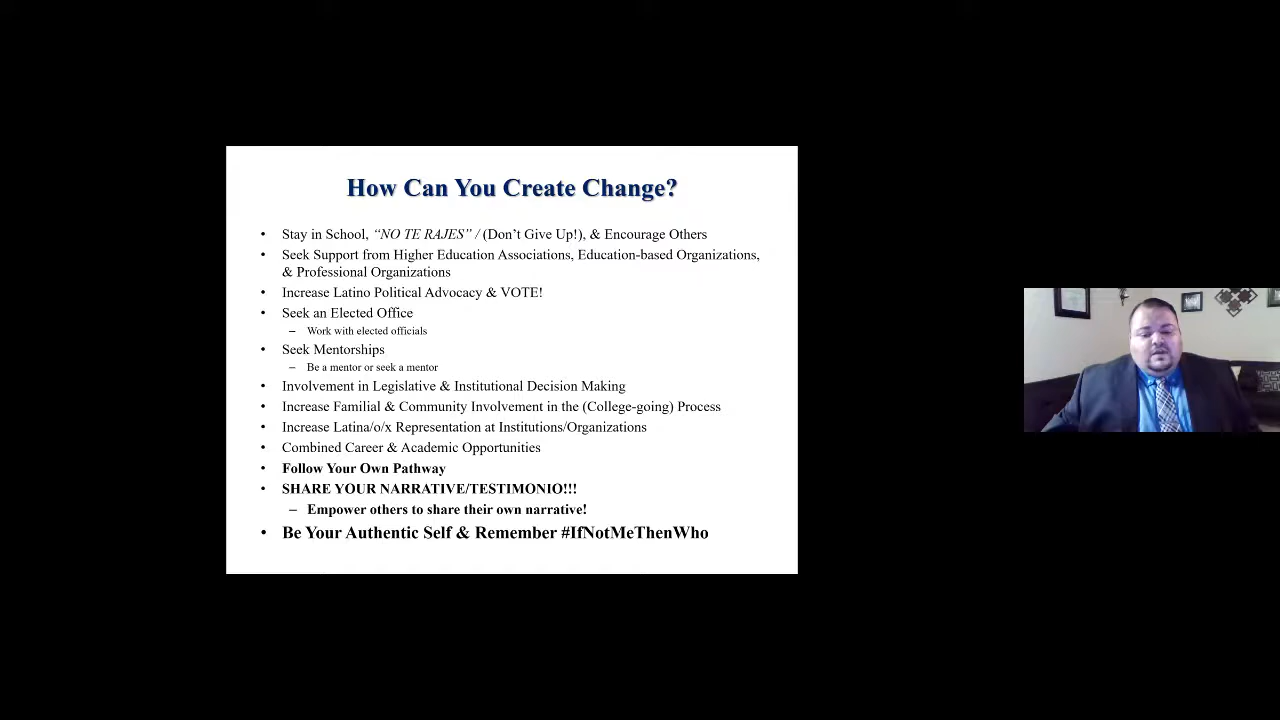 How Can You Create Change?
• Stay in School, “NO TE RAJES” / (Don’t Give Up!), & Encourage Others
• Seek Support from Higher Education Associations, Education-based Organizations,
& Professional Organizations
• Increase Latino Political Advocacy & VOTE!
• Seek an Elected Office
– Work with elected officials
• Seek Mentorships
– Be a mentor or seek a mentor
• Involvement in Legislative & Institutional Decision Making
• Increase Familial & Community Involvement in the (College-going) Process
• Increase Latina/o/x Representation at Institutions/Organizations
• Combined Career & Academic Opportunities
• Follow Your Own Pathway
• SHARE YOUR NARRATIVE/TESTIMONIO!!!
– Empower others to share their own narrative!
• Be Your Authentic Self & Remember #IfNotMeThenWho